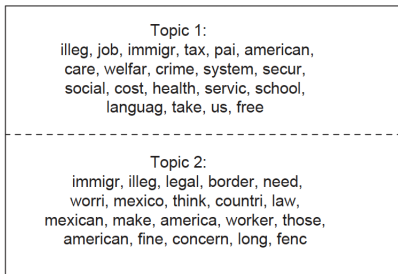 Topic 1:
illeg, job, immigr, tax, pai, american,
care, welfar, crime, system, secur,
social, cost, health, servic, school,
languag, take, us, free
Topic 2:
immigr, illeg, legal, border, need,
worri, mexico, think, countri, law,
mexican, make, america, worker, those,
american, fine, concern, long, fenc